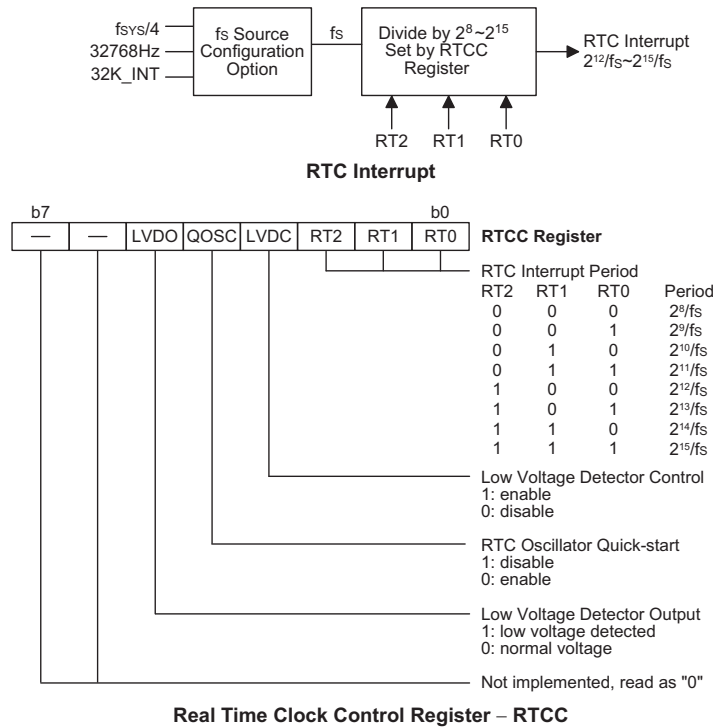 fSYS/4
32768Hz
32K_INT
fS Source
Configuration
Option
fS
Divide by 2⁸~2¹⁵
Set by RTCC
Register
RTC Interrupt
2¹²/fS~2¹⁵/fS
RT2 RT1 RT0
RTC Interrupt
b7 b0
— — LVDO QOSC LVDC RT2 RT1 RT0 RTCC Register
RTC Interrupt Period
RT2 RT1 RT0 Period
0 0 0 2⁸/fS
0 0 1 2⁹/fS
0 1 0 2¹⁰/fS
0 1 1 2¹¹/fS
1 0 0 2¹²/fS
1 0 1 2¹³/fS
1 1 0 2¹⁴/fS
1 1 1 2¹⁵/fS
Low Voltage Detector Control
1: enable
0: disable
RTC Oscillator Quick-start
1: disable
0: enable
Low Voltage Detector Output
1: low voltage detected
0: normal voltage
Not implemented, read as "0"
Real Time Clock Control Register – RTCC